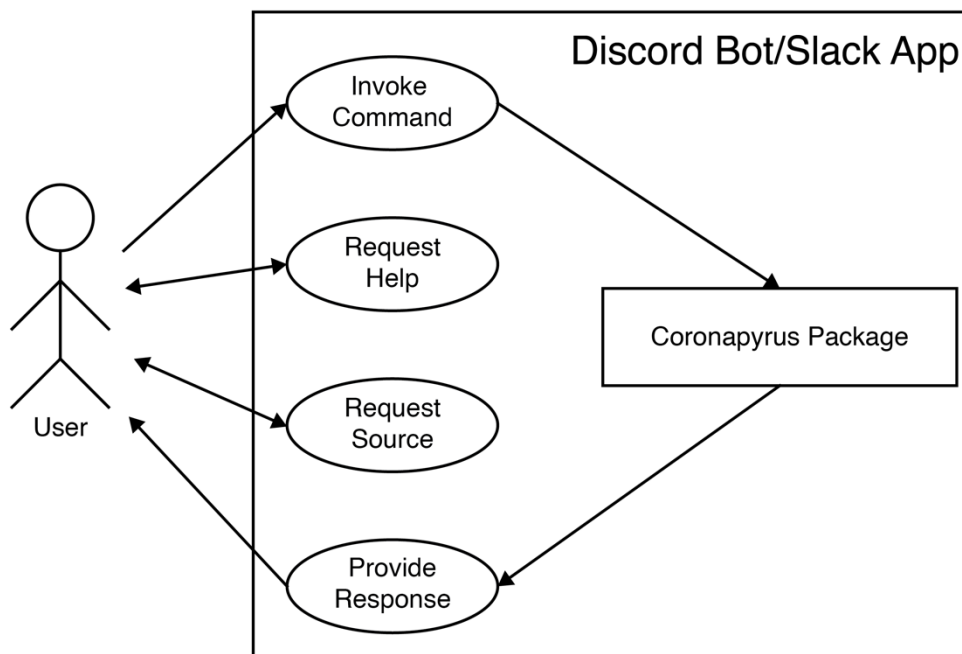 Discord Bot/Slack App
Invoke
Command
Request
Help
Coronapyrus Package
Request
Source
User
Provide
Response